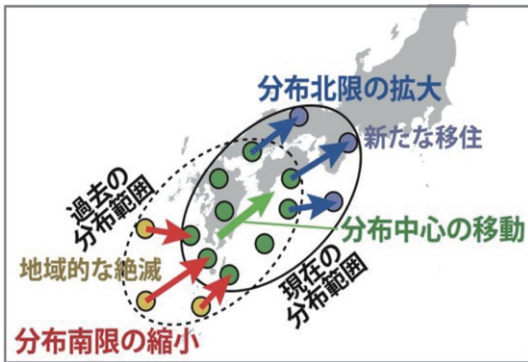 分布北限の拡大
新たな移住
過去の
分布範囲
分布中心の移動
地域的な絶滅
現在の
分布範囲
分布南限の縮小